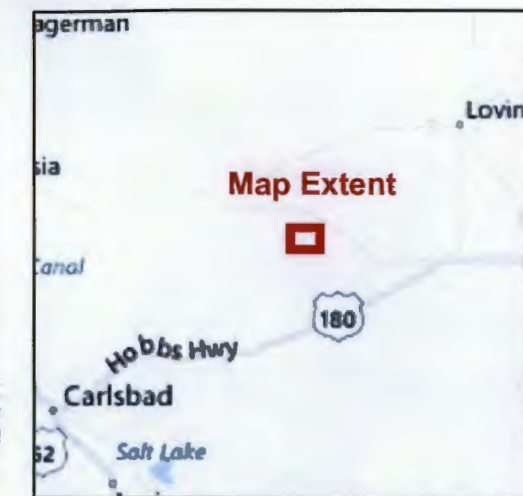 agerman
Lovin
sia
Map Extent
Canal
180
Hobbs Hwy
Carlsbad
62
Salt Lake